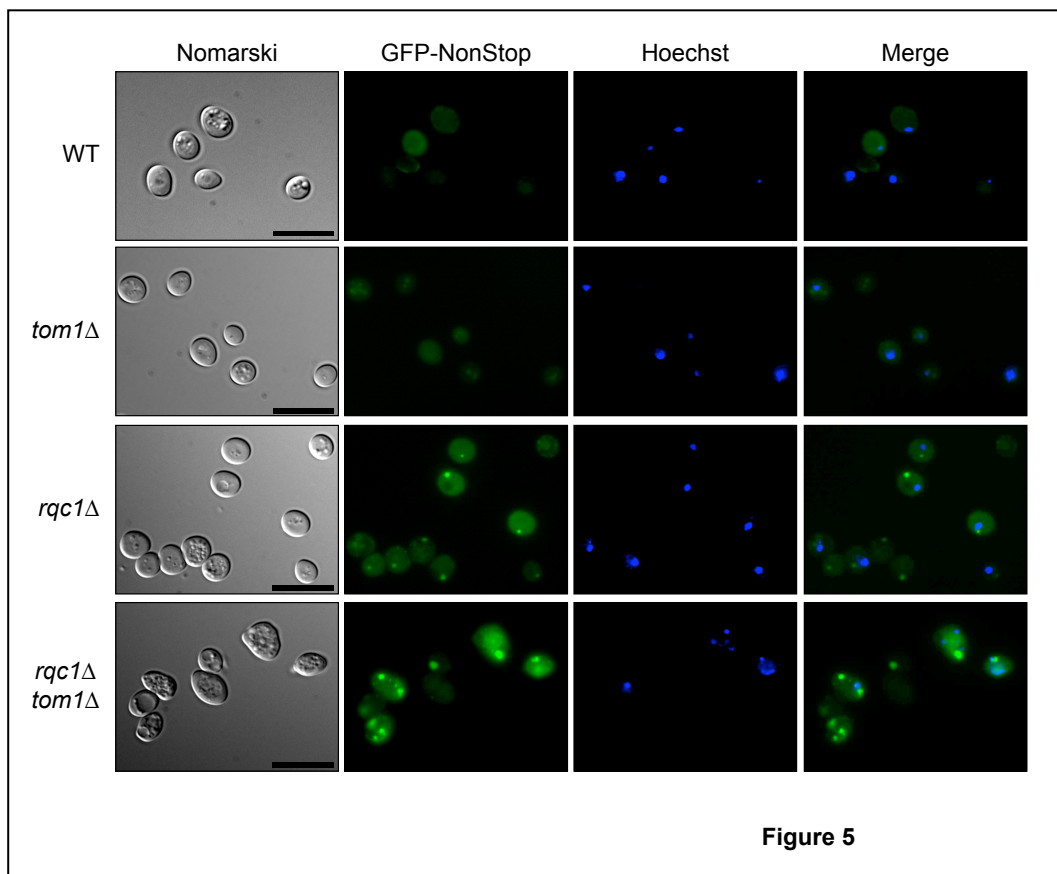 Nomarski GFP-NonStop Hoechst Merge
WT
tom1Δ
rqc1Δ
rqc1Δ
tom1Δ
Figure 5